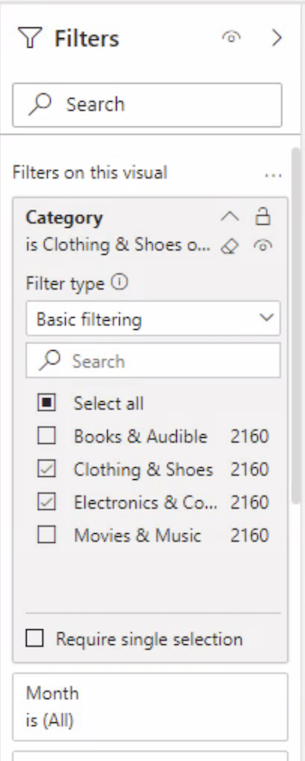 Filters
Search
Filters on this visual
Category
is Clothing & Shoes o...
Filter type
Basic filtering
Search
Select all
Books & Audible 2160
Clothing & Shoes 2160
Electronics & Co... 2160
Movies & Music 2160
Require single selection
Month
is (All)